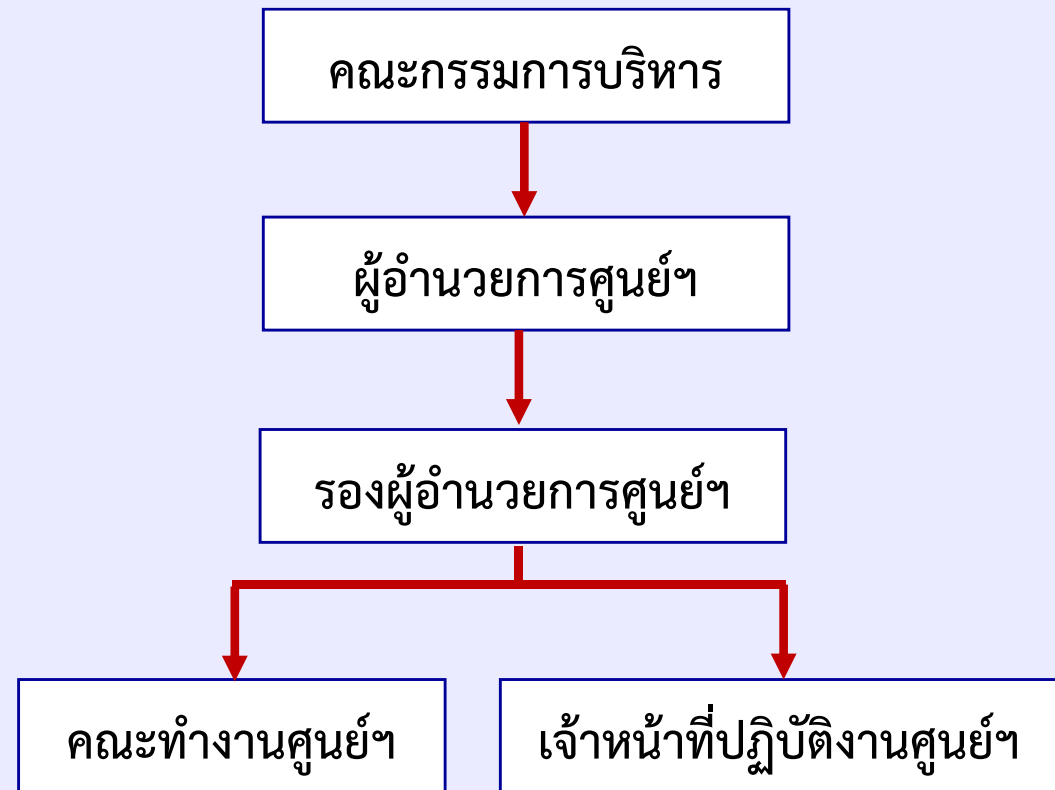 คณะกรรมการบริหาร
ผู้อำนวยการศูนย์ฯ
รองผู้อำนวยการศูนย์ฯ
คณะทำงานศูนย์ฯ
เจ้าหน้าที่ปฏิบัติงานศูนย์ฯ